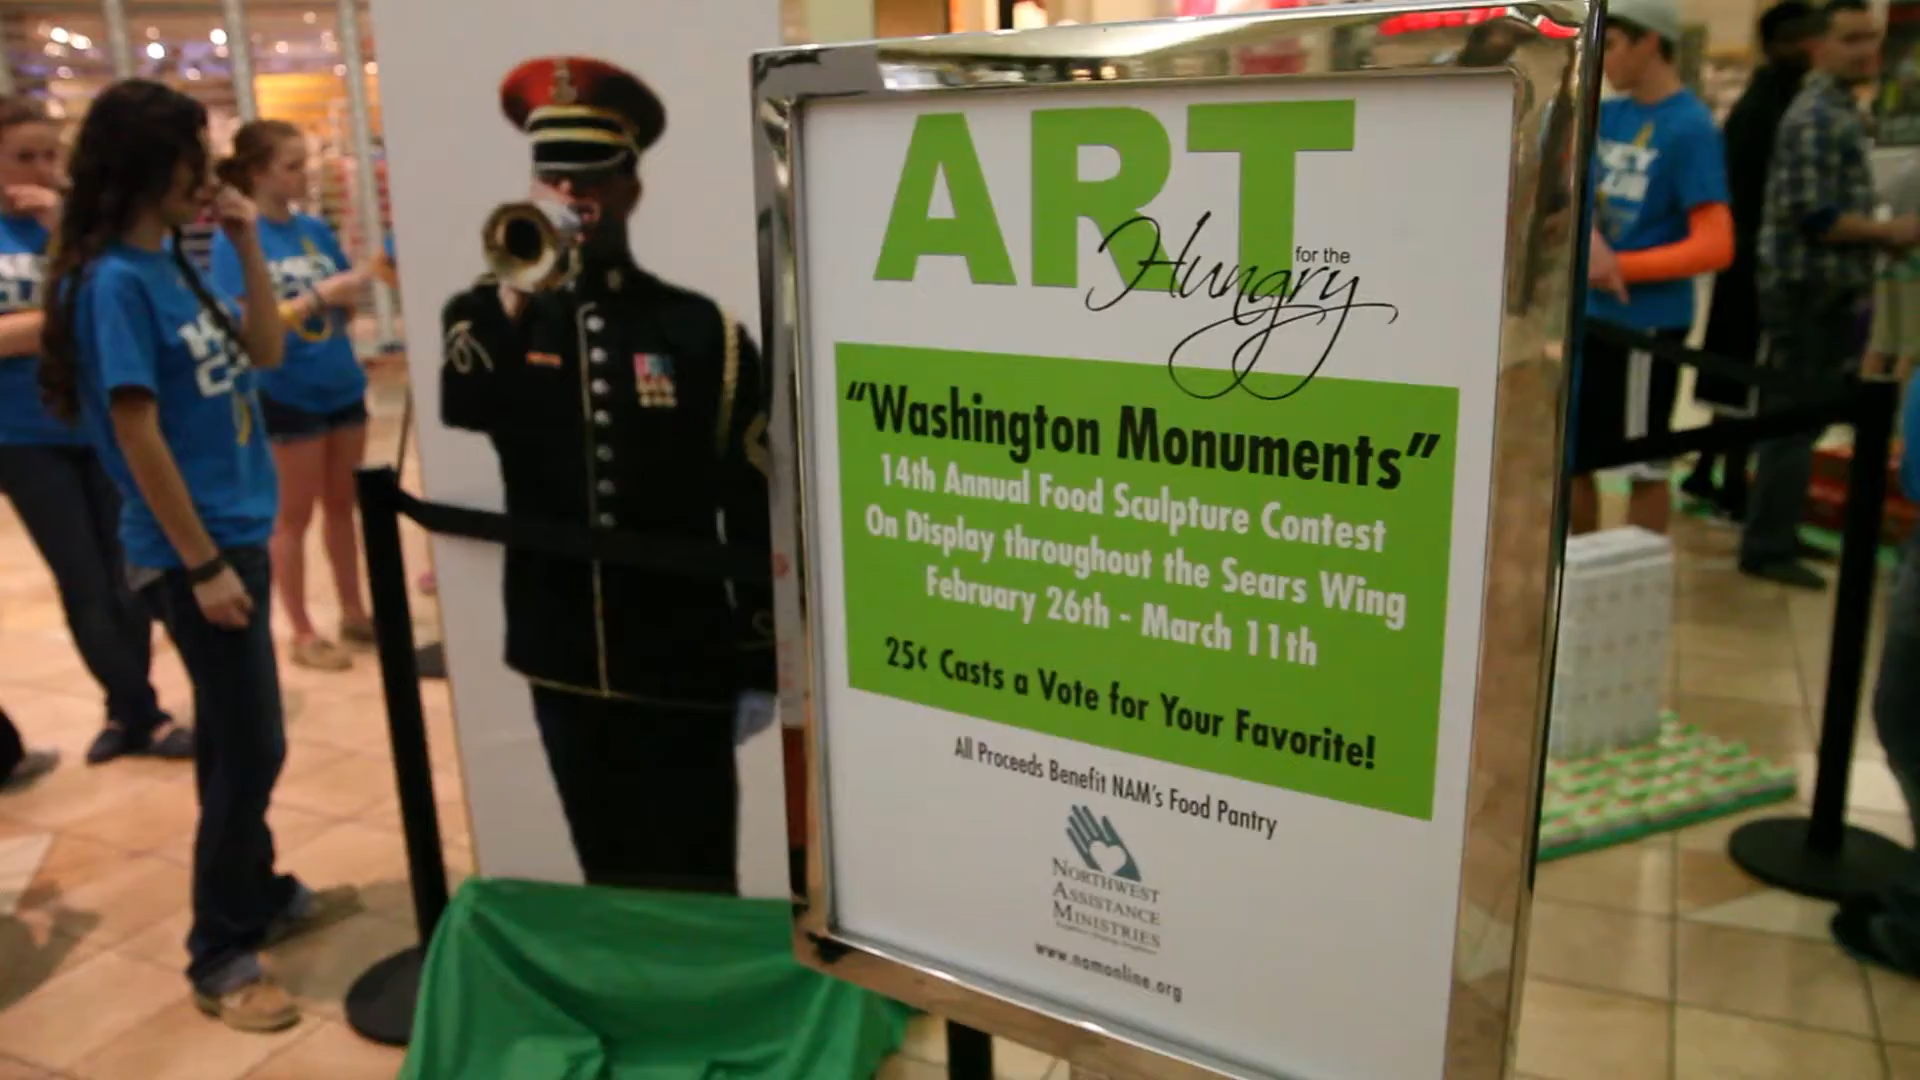 ART
for the
Hungry
"Washington Monuments"
14th Annual Food Sculpture Contest
On Display throughout the Sears Wing
February 26th - March 11th
25¢ Casts a Vote for Your Favorite!
All Proceeds Benefit NAM's Food Pantry
NORTHWEST
ASSISTANCE
MINISTRIES
www.namonline.org
KEY